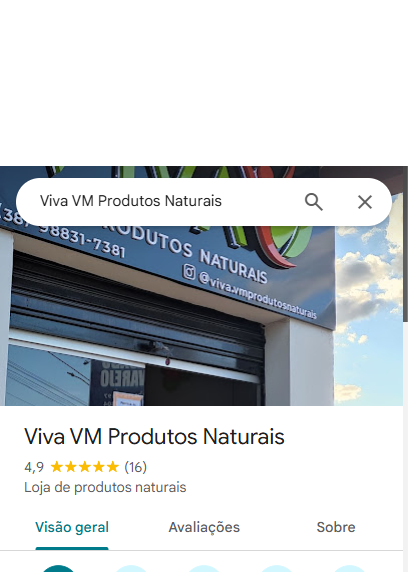 Viva VM Produtos Naturais
98831-7381
PRODUTOS NATURAIS
@viva.vmprodutosnaturais
VAREJO
Viva VM Produtos Naturais
4,9 ★★★★★ (16)
Loja de produtos naturais
Visão geral
Avaliações
Sobre